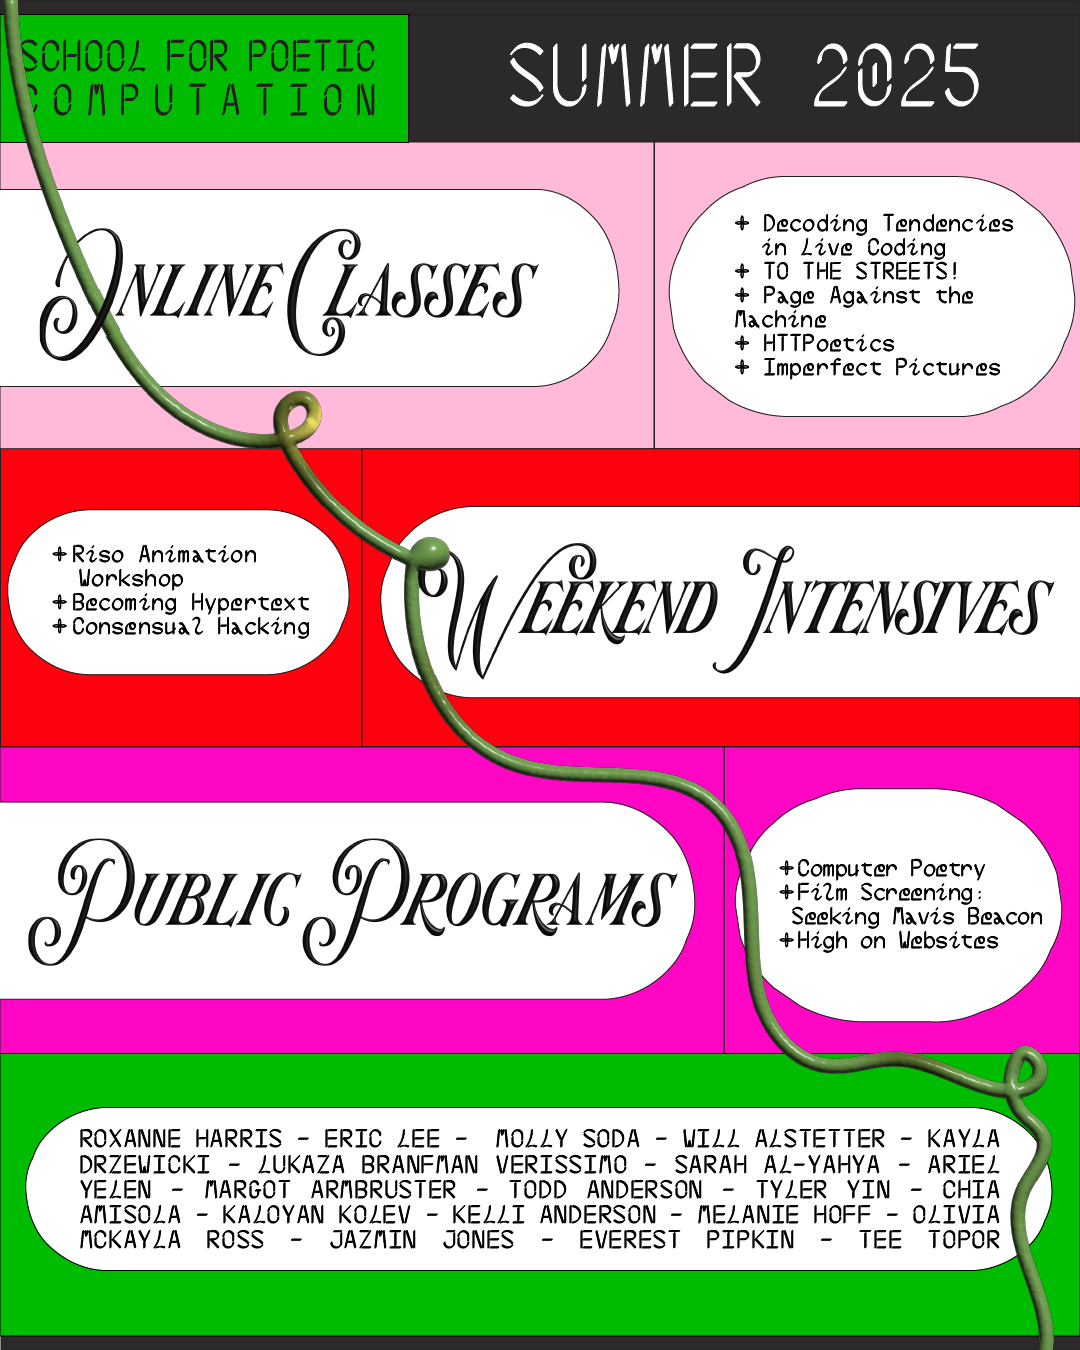 SCHOOL FOR POETIC
COMPUTATION
SUMMER 2025
ONLINE CLASSES
+ Decoding Tendencies
in Live Coding
+ TO THE STREETS!
+ Page Against the
Machine
+ HTTPoetics
+ Imperfect Pictures
+Riso Animation
Workshop
+Becoming Hypertext
+Consensual Hacking
WEEKEND INTENSIVES
PUBLIC PROGRAMS
+Computer Poetry
+Film Screening:
Seeking Mavis Beacon
+High on Websites
ROXANNE HARRIS - ERIC LEE - MOLLY SODA - WILL ALSTETTER - KAYLA
DRZEWICKI - LUKAZA BRANFMAN VERISSIMO - SARAH AL-YAHYA - ARIEL
YELEN - MARGOT ARMBRUSTER - TODD ANDERSON - TYLER YIN - CHIA
AMISOLA - KALOYAN KOLEV - KELLI ANDERSON - MELANIE HOFF - OLIVIA
MCKAYLA ROSS - JAZMIN JONES - EVEREST PIPKIN - TEE TOPOR